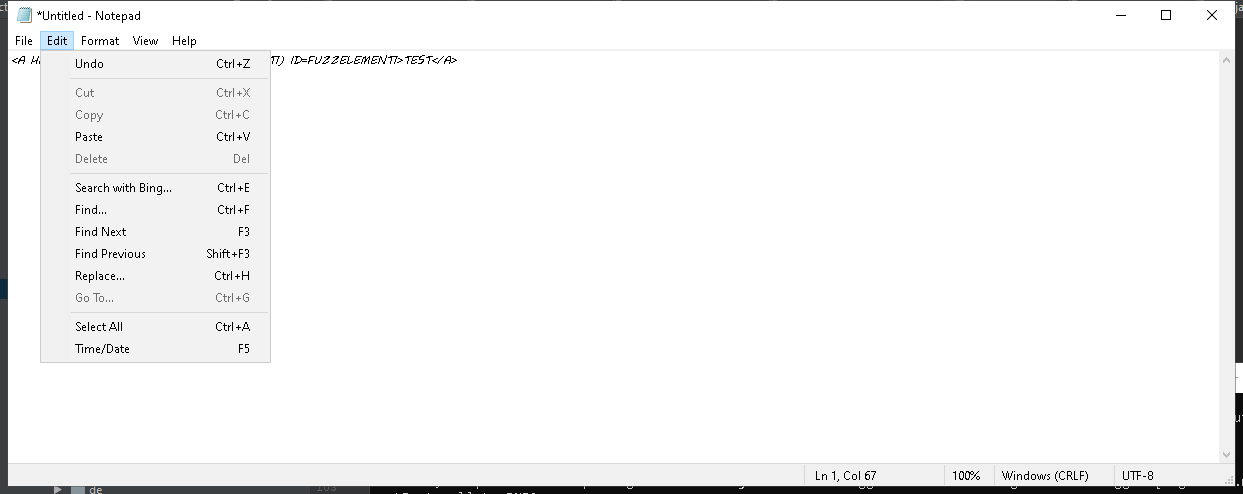 *Untitled - Notepad
File Edit Format View Help
<A H TI) ID=FUZZELEMENT1>TEST</A>
Undo Ctrl+Z
Cut Ctrl+X
Copy Ctrl+C
Paste Ctrl+V
Delete Del
Search with Bing... Ctrl+E
Find... Ctrl+F
Find Next F3
Find Previous Shift+F3
Replace... Ctrl+H
Go To... Ctrl+G
Select All Ctrl+A
Time/Date F5
Ln 1, Col 67 100% Windows (CRLF) UTF-8
de